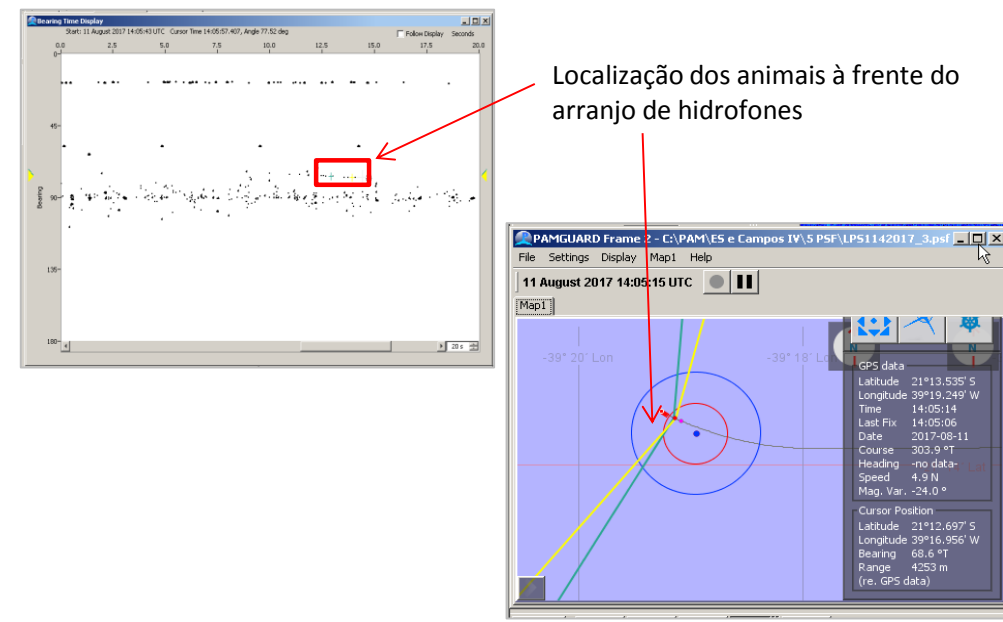 Bearing Time Display
Start: 11 August 2017 14:05:43 UTC Cursor Time 14:05:57.407, Angle 77.52 deg
Follow Display Seconds
0.0 2.5 5.0 7.5 10.0 12.5 15.0 17.5 20.0
0
45
90
135
180
Bearing
20 s
Localização dos animais à frente do
arranjo de hidrofones
PAMGUARD Frame 2 - C:\PAM\ES e Campos IV\5 PSF\LPS1142017_3.psf
File Settings Display Map1 Help
11 August 2017 14:05:15 UTC
Map1
-39° 20' Lon
-39° 18' Lo
N
N
GPS data
Latitude 21°13.535' S
Longitude 39°19.249' W
Time 14:05:14
Last Fix 14:05:06
Date 2017-08-11
Course 303.9 °T
Heading -no data-
Speed 4.9 N
Mag. Var. -24.0 °
Cursor Position
Latitude 21°12.697' S
Longitude 39°16.956' W
Bearing 68.6 °T
Range 4253 m
(re. GPS data)